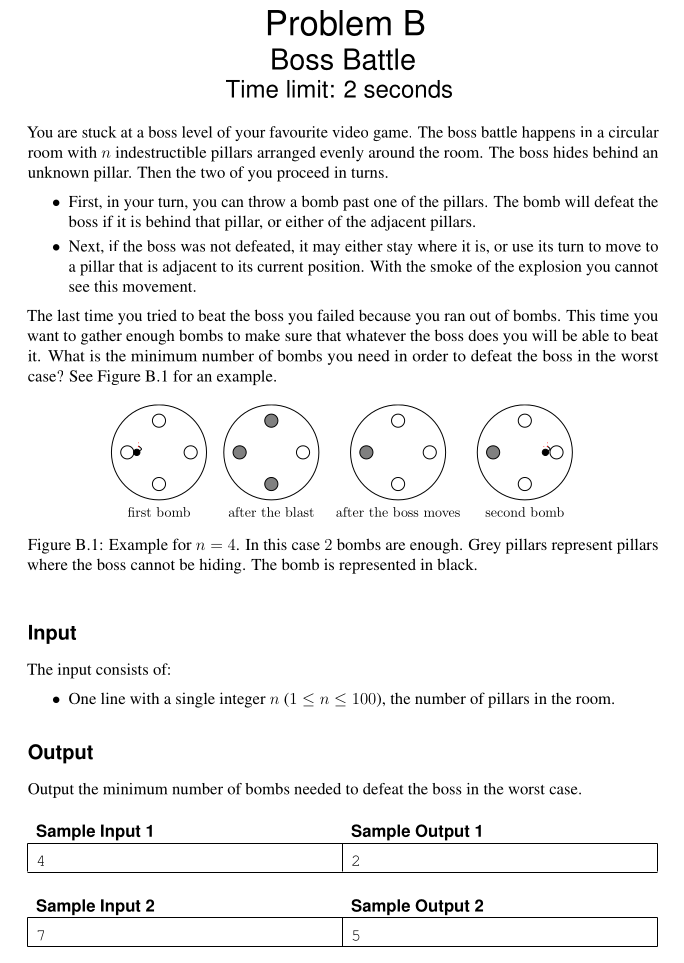 Problem B
Boss Battle
Time limit: 2 seconds
You are stuck at a boss level of your favourite video game. The boss battle happens in a circular
room with n indestructible pillars arranged evenly around the room. The boss hides behind an
unknown pillar. Then the two of you proceed in turns.
• First, in your turn, you can throw a bomb past one of the pillars. The bomb will defeat the
boss if it is behind that pillar, or either of the adjacent pillars.
• Next, if the boss was not defeated, it may either stay where it is, or use its turn to move to
a pillar that is adjacent to its current position. With the smoke of the explosion you cannot
see this movement.
The last time you tried to beat the boss you failed because you ran out of bombs. This time you
want to gather enough bombs to make sure that whatever the boss does you will be able to beat
it. What is the minimum number of bombs you need in order to defeat the boss in the worst
case? See Figure B.1 for an example.
first bomb after the blast after the boss moves second bomb
Figure B.1: Example for n = 4. In this case 2 bombs are enough. Grey pillars represent pillars
where the boss cannot be hiding. The bomb is represented in black.
Input
The input consists of:
• One line with a single integer n (1 ≤ n ≤ 100), the number of pillars in the room.
Output
Output the minimum number of bombs needed to defeat the boss in the worst case.
Sample Input 1 Sample Output 1
4 2
Sample Input 2 Sample Output 2
7 5